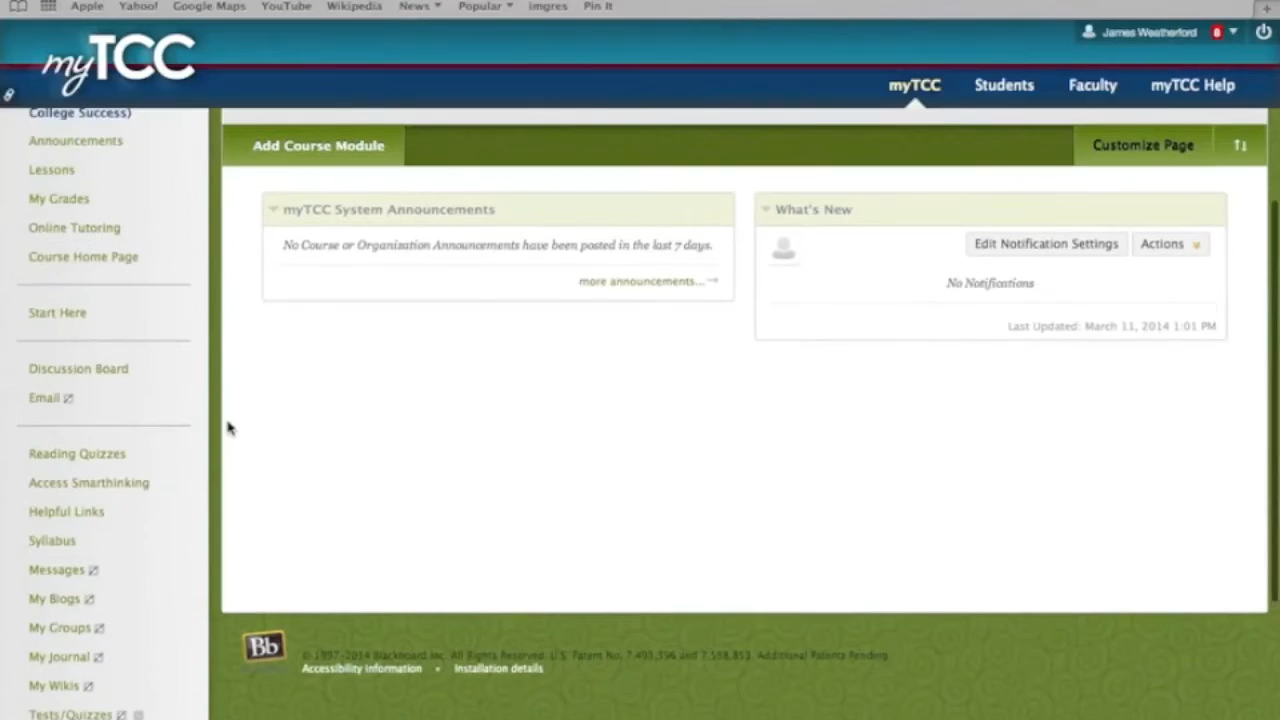 Apple Yahoo! Google Maps YouTube Wikipedia News Popular imgres Pin It
James Weatherford 8
myTCC
myTCC Students Faculty myTCC Help
College Success)
Announcements
Lessons
My Grades
Online Tutoring
Course Home Page
Start Here
Discussion Board
Email
Reading Quizzes
Access Smarthinking
Helpful Links
Syllabus
Messages
My Blogs
My Groups
My Journal
My Wikis
Tests/Quizzes
Add Course Module
Customize Page
myTCC System Announcements
No Course or Organization Announcements have been posted in the last 7 days.
more announcements...
What's New
Edit Notification Settings Actions
No Notifications
Last Updated: March 11, 2014 1:01 PM
Bb
© 1997-2014 Blackboard Inc. All Rights Reserved. U.S. Patent No. 7,493,396 and 7,558,853. Additional Patents Pending.
Accessibility information • Installation details